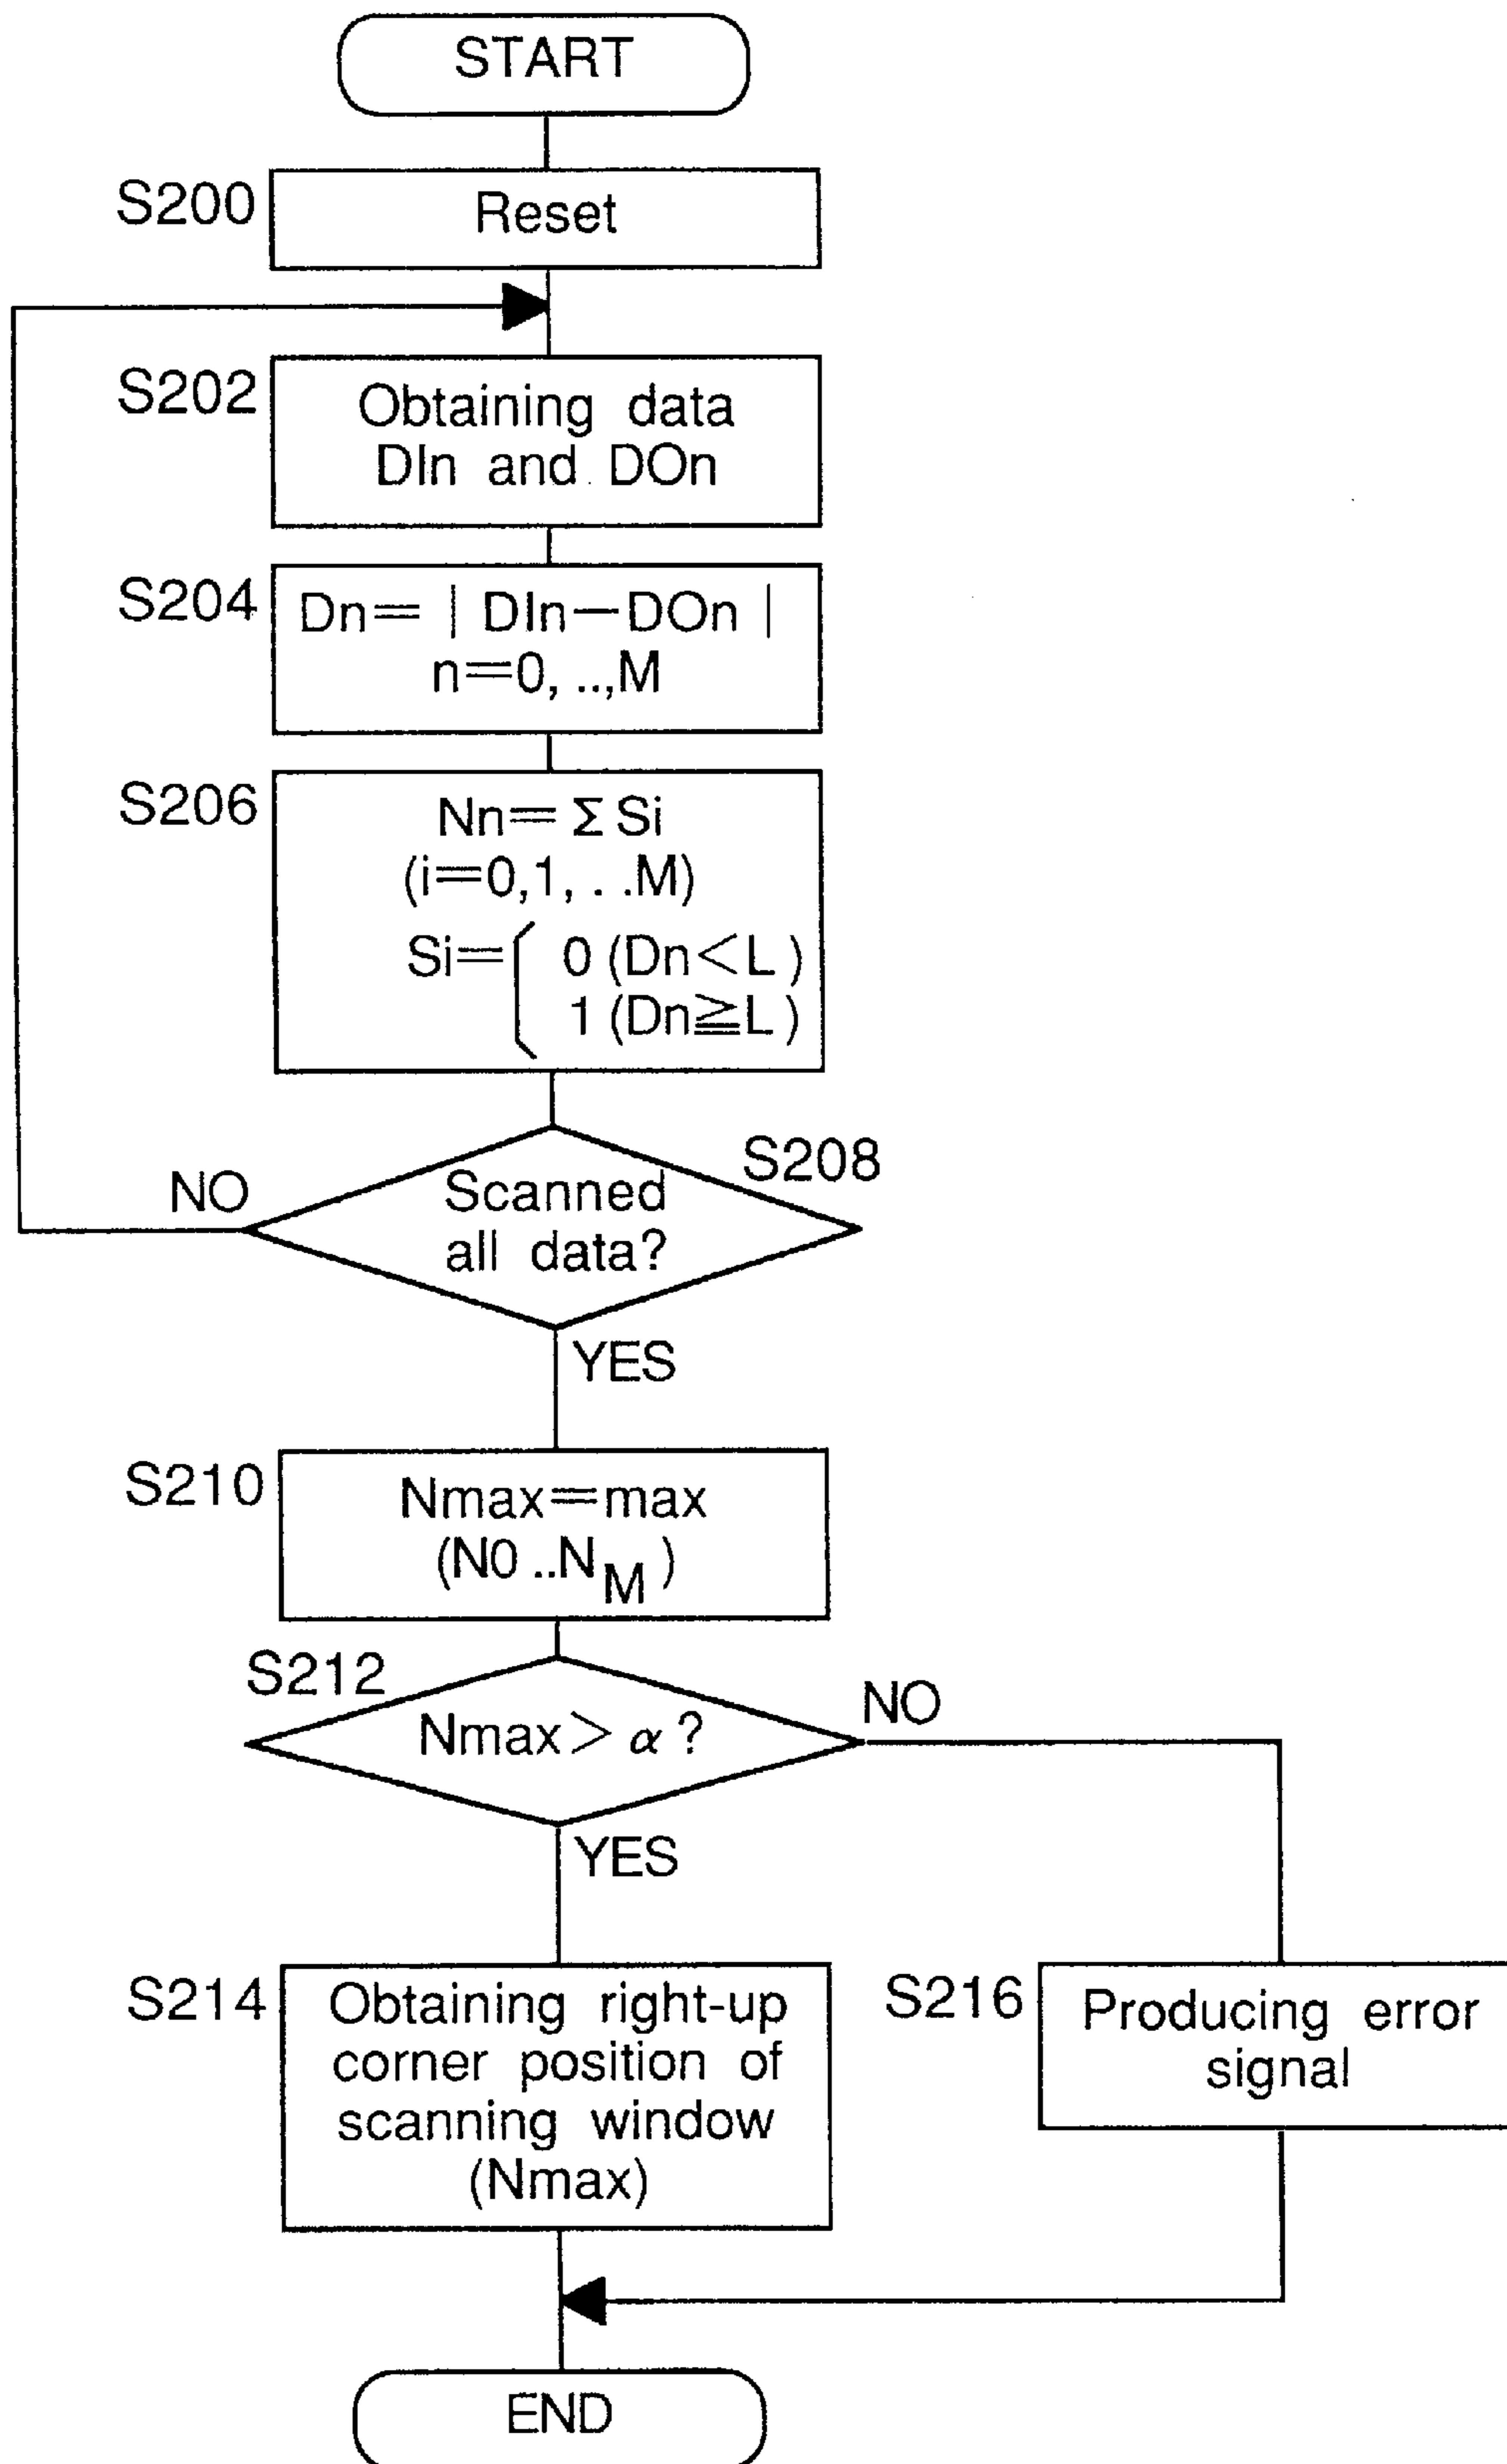 START
S200
Reset
S202
Obtaining data
DIn and DOn
S204
Dn=｜DIn−DOn｜
n=0, ..,M
S206
Nn=Σ Si
(i=0,1, . .M)
Si={ 0 (Dn<L)
1 (Dn≧L)
S208
NO
Scanned
all data?
YES
S210
Nmax=max
(N0 ..NM)
S212
Nmax>α?
NO
YES
S214
Obtaining right-up
corner position of
scanning window
(Nmax)
S216
Producing error
signal
END